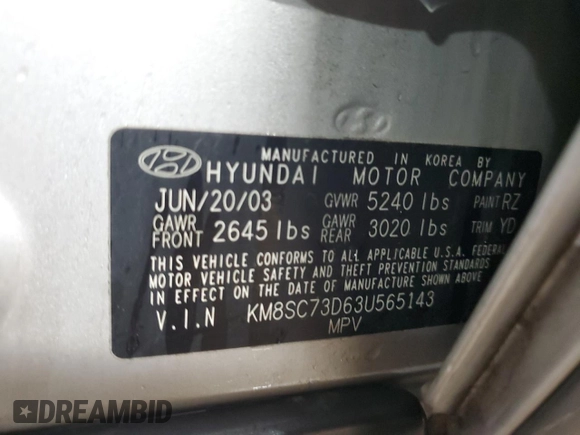 MANUFACTURED IN KOREA BY
HYUNDAI MOTOR COMPANY
JUN/20/03 GVWR 5240 lbs PAINT RZ
GAWR FRONT 2645 lbs GAWR REAR 3020 lbs TRIM YD
THIS VEHICLE CONFORMS TO ALL APPLICABLE U.S.A. FEDERAL
MOTOR VEHICLE SAFETY AND THEFT PREVENTION STANDARDS
IN EFFECT ON THE DATE OF MANUFACTURE SHOWN ABOVE
V.I.N KM8SC73D63U565143
MPV
DREAMBID